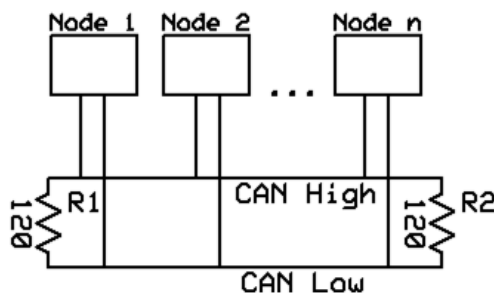 Node 1 Node 2 Node n
...
R1 CAN High R2
120 120
CAN Low